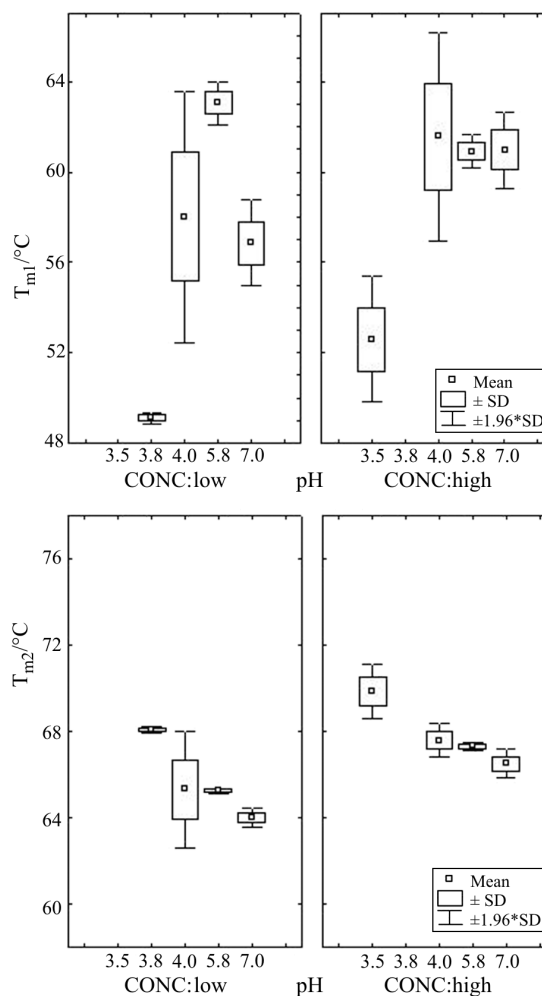 64
60
56
52
48
Tm1/°C
Mean
± SD
±1.96*SD
3.5 3.8 4.0 5.8 7.0 3.5 3.8 4.0 5.8 7.0
CONC:low pH CONC:high
76
72
68
64
60
Tm2/°C
Mean
± SD
±1.96*SD
3.5 3.8 4.0 5.8 7.0 3.5 3.8 4.0 5.8 7.0
CONC:low pH CONC:high